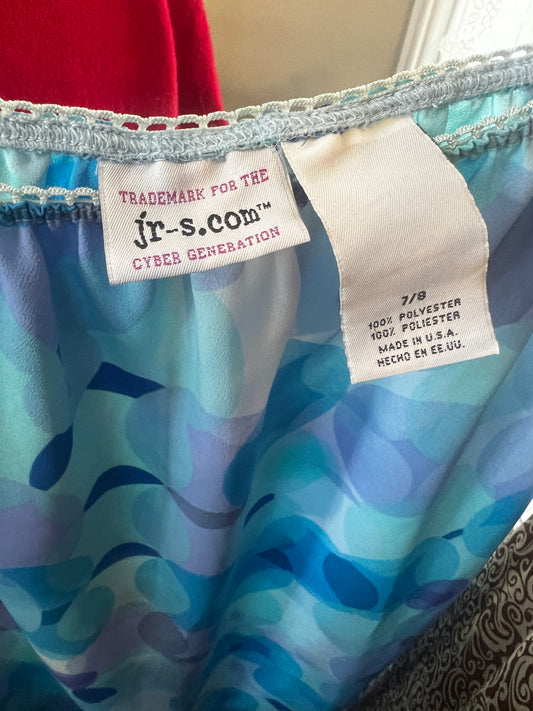 TRADEMARK FOR THE
jr-s.com™
CYBER GENERATION
7/8
100% POLYESTER
100% POLIESTER
MADE IN U.S.A.
HECHO EN EE.UU.